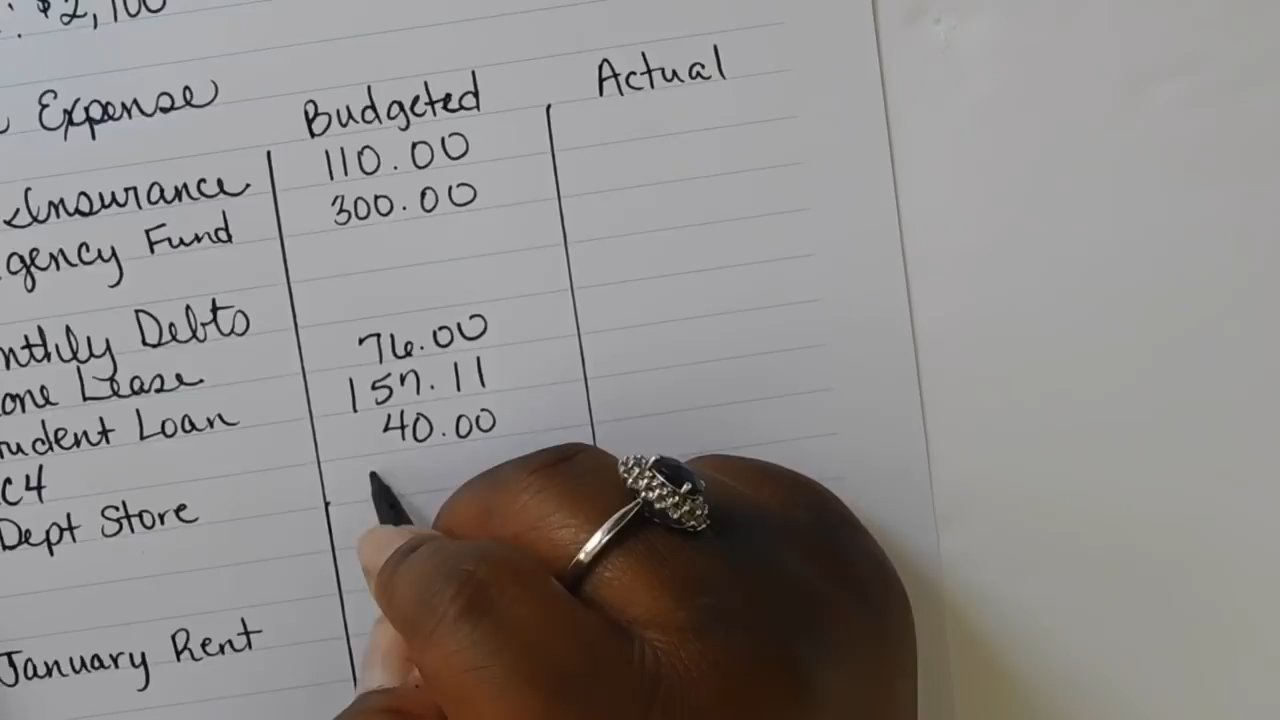 : $2,100
Expense Budgeted Actual
Insurance 110.00
gency Fund 300.00
nthly Debts
one Lease 76.00
udent Loan 157.11
C4 40.00
Dept Store
January Rent